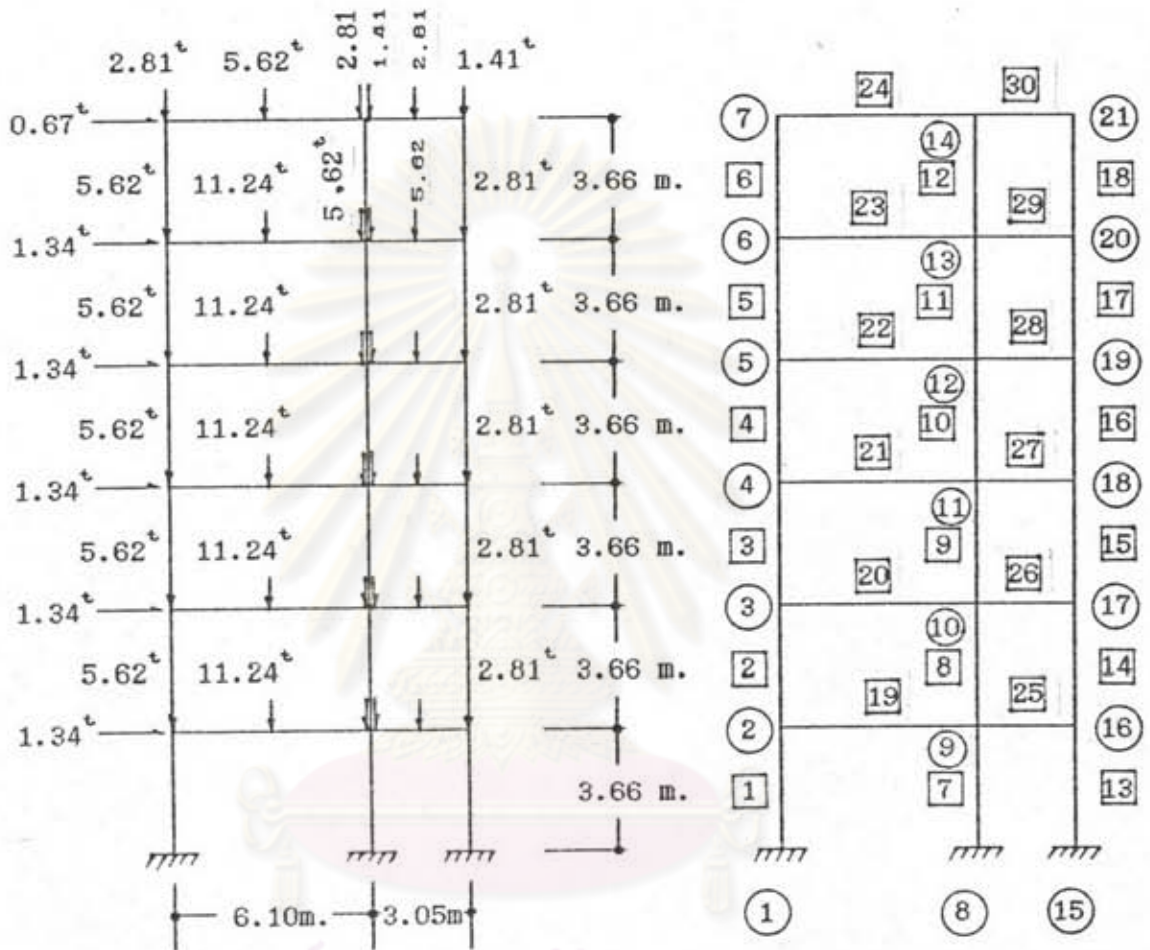 2.81ᵗ 5.62ᵗ 2.81 1.41 2.81 1.41ᵗ
24 30
0.67ᵗ 7 21
14
5.62ᵗ 11.24ᵗ 5,62ᵗ 5.62 2.81ᵗ 3.66 m. 6 12 18
23 29
1.34ᵗ 6 20
13
5.62ᵗ 11.24ᵗ 2.81ᵗ 3.66 m. 5 11 17
22 28
1.34ᵗ 5 19
12
5.62ᵗ 11.24ᵗ 2.81ᵗ 3.66 m. 4 10 16
21 27
1.34ᵗ 4 18
11
5.62ᵗ 11.24ᵗ 2.81ᵗ 3.66 m. 3 9 15
20 26
1.34ᵗ 3 17
10
5.62ᵗ 11.24ᵗ 2.81ᵗ 3.66 m. 2 8 14
19 25
1.34ᵗ 2 16
9
3.66 m. 1 7 13
6.10m. 3.05m 1 8 15